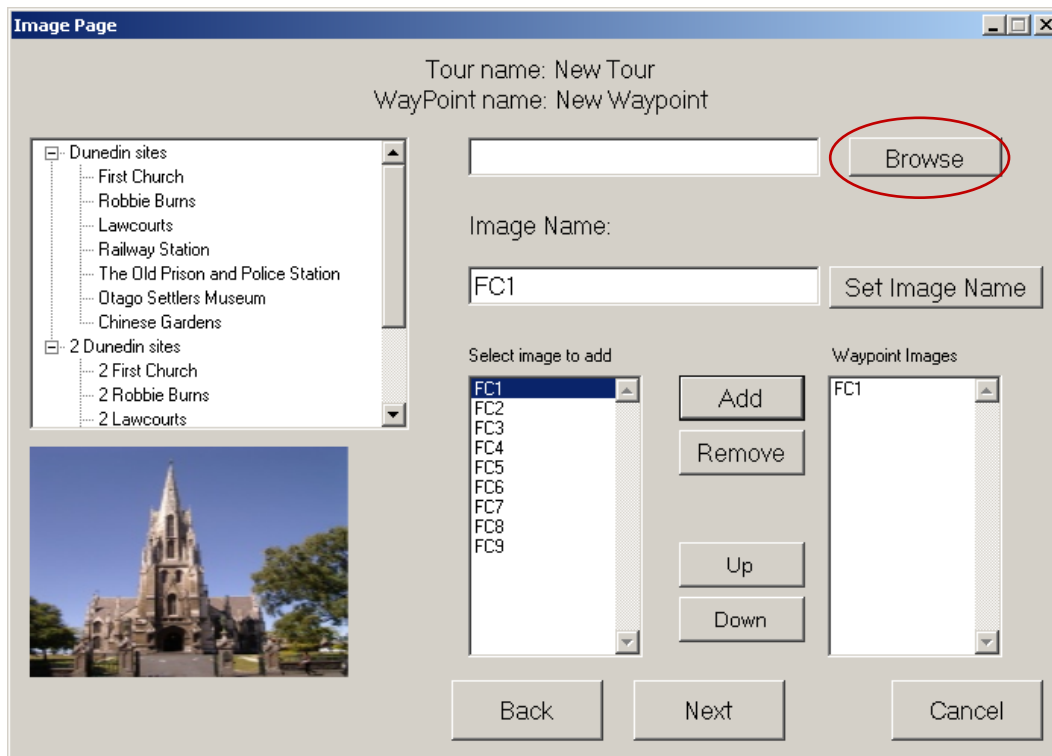 Image Page
Tour name: New Tour
WayPoint name: New Waypoint
Dunedin sites
First Church
Robbie Burns
Lawcourts
Railway Station
The Old Prison and Police Station
Otago Settlers Museum
Chinese Gardens
2 Dunedin sites
2 First Church
2 Robbie Burns
2 Lawcourts
Browse
Image Name:
FC1
Set Image Name
Select image to add
FC1
FC2
FC3
FC4
FC5
FC6
FC7
FC8
FC9
Add
Remove
Up
Down
Waypoint Images
FC1
Back
Next
Cancel